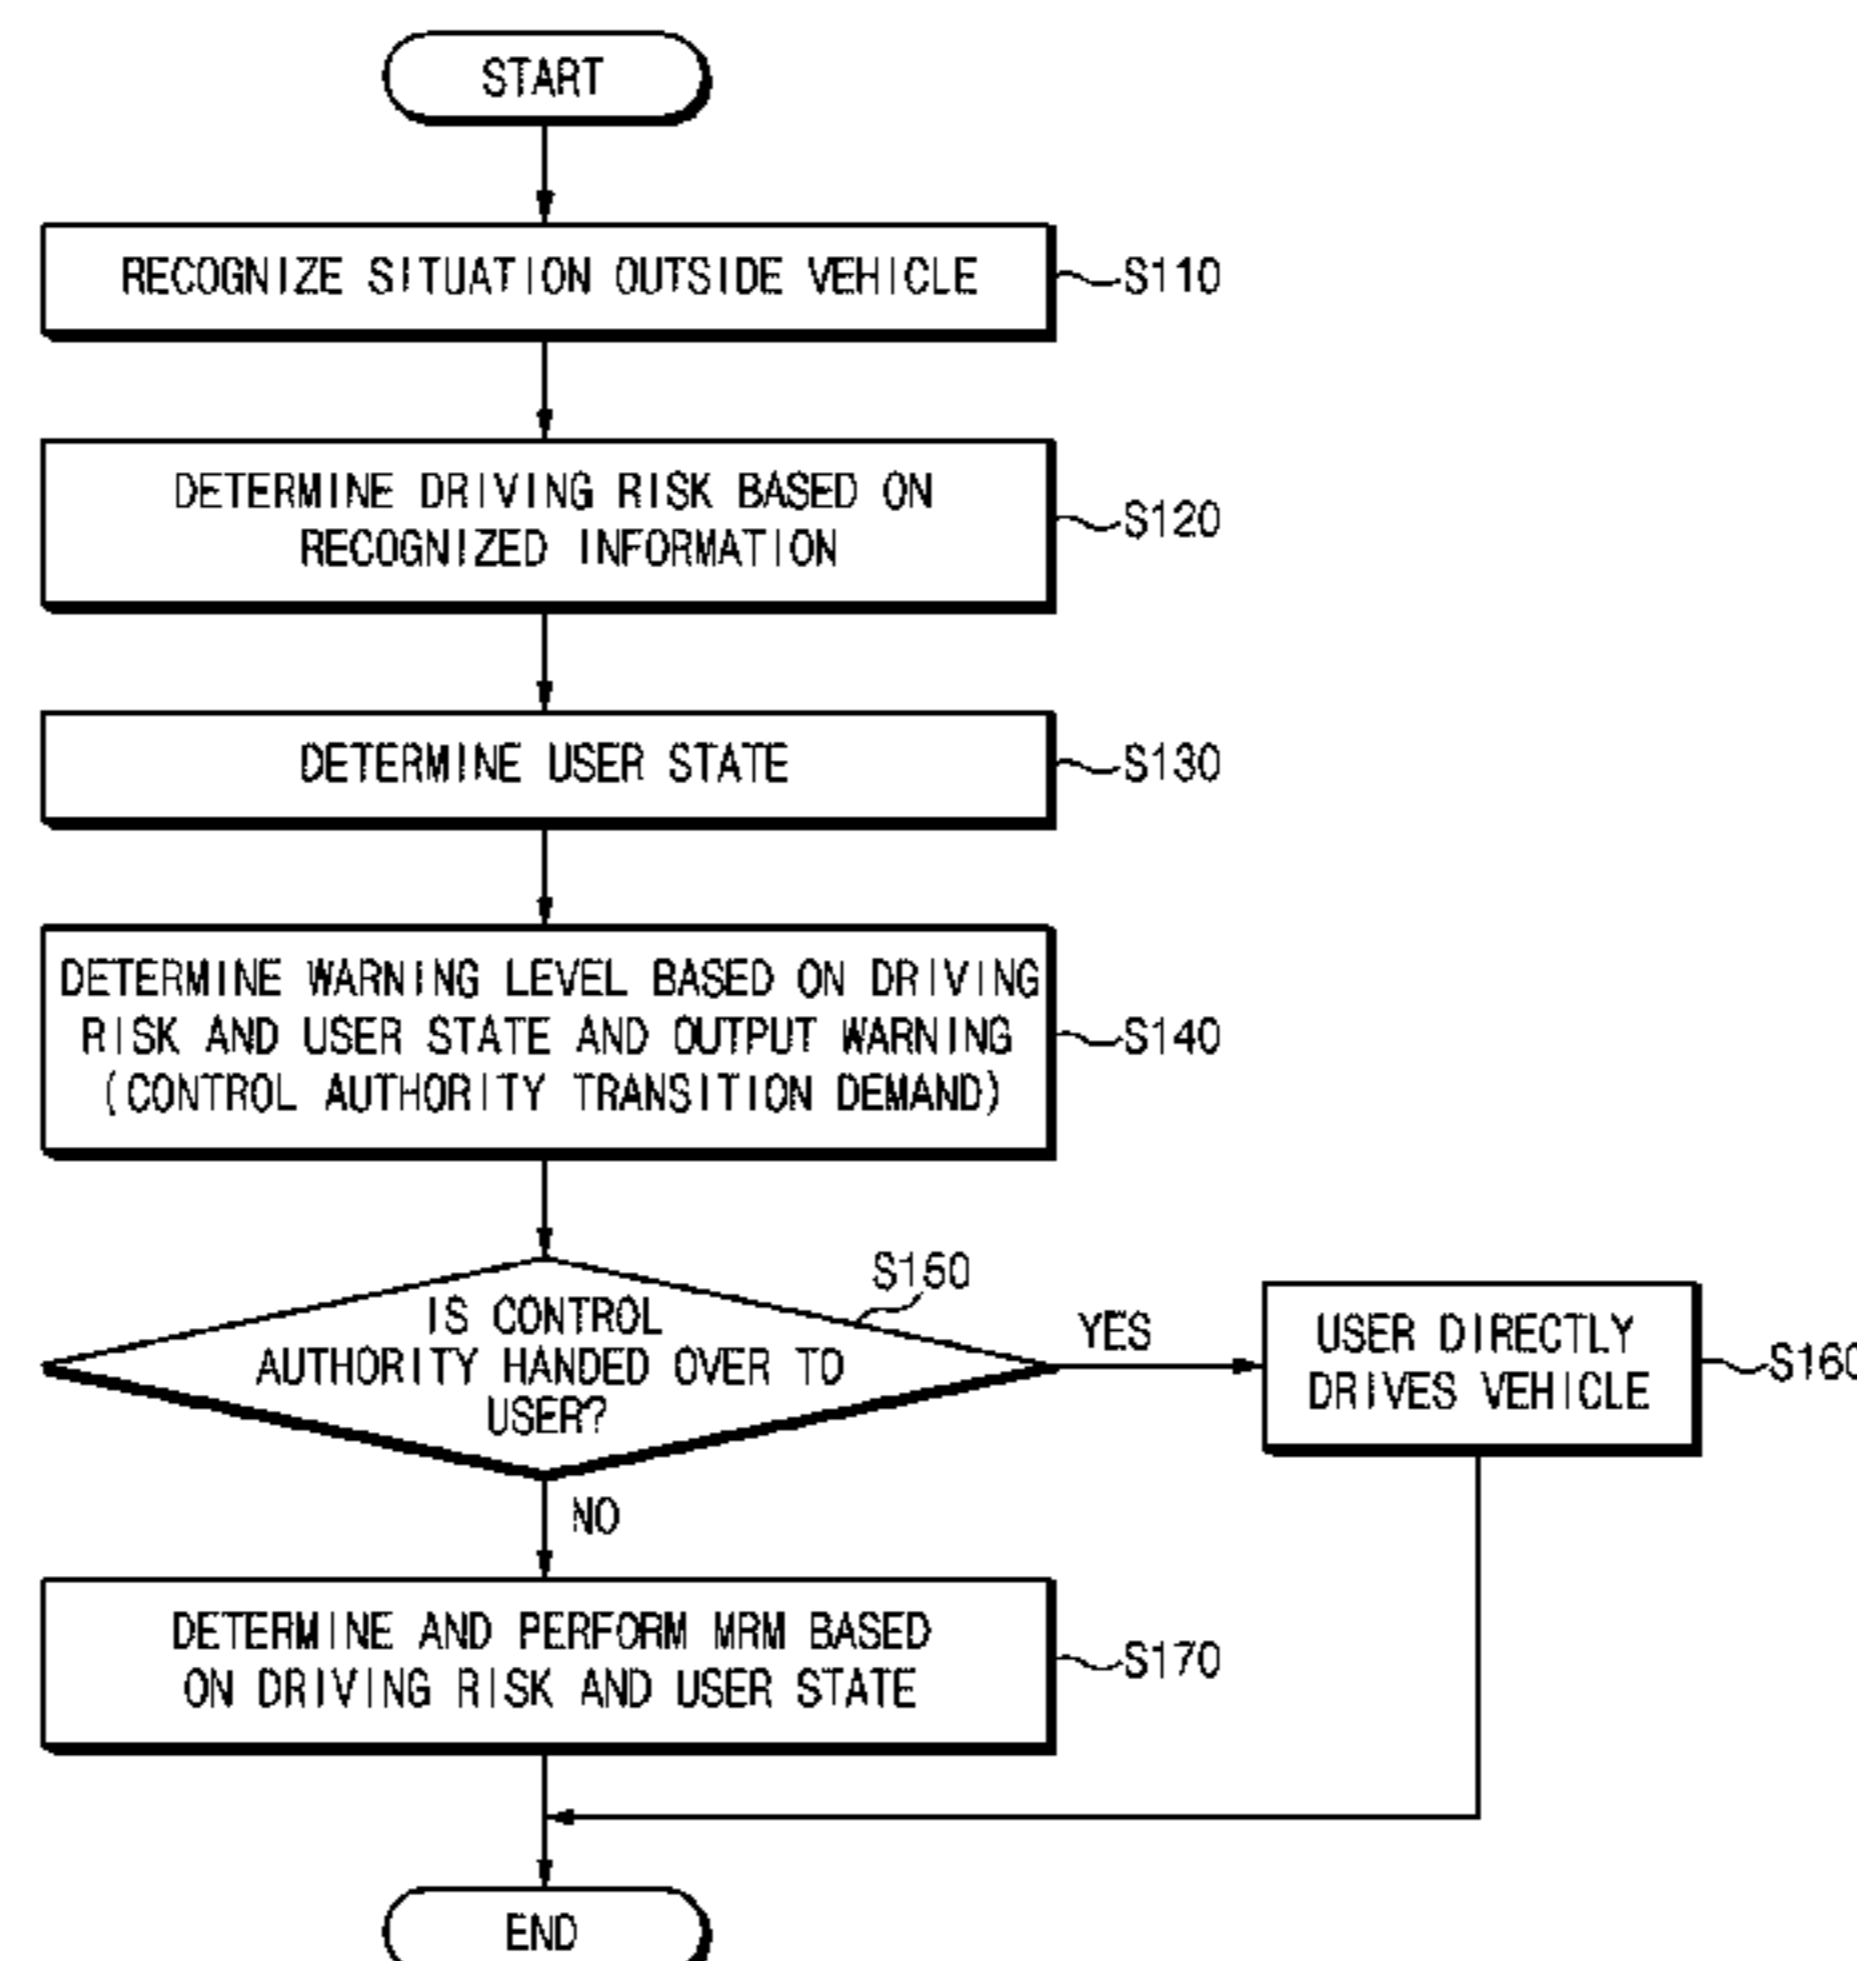 START
RECOGNIZE SITUATION OUTSIDE VEHICLE
S110
DETERMINE DRIVING RISK BASED ON
RECOGNIZED INFORMATION
S120
DETERMINE USER STATE
S130
DETERMINE WARNING LEVEL BASED ON DRIVING
RISK AND USER STATE AND OUTPUT WARNING
(CONTROL AUTHORITY TRANSITION DEMAND)
S140
S150
IS CONTROL
AUTHORITY HANDED OVER TO
USER?
YES
USER DIRECTLY
DRIVES VEHICLE
S160
NO
DETERMINE AND PERFORM MRM BASED
ON DRIVING RISK AND USER STATE
S170
END